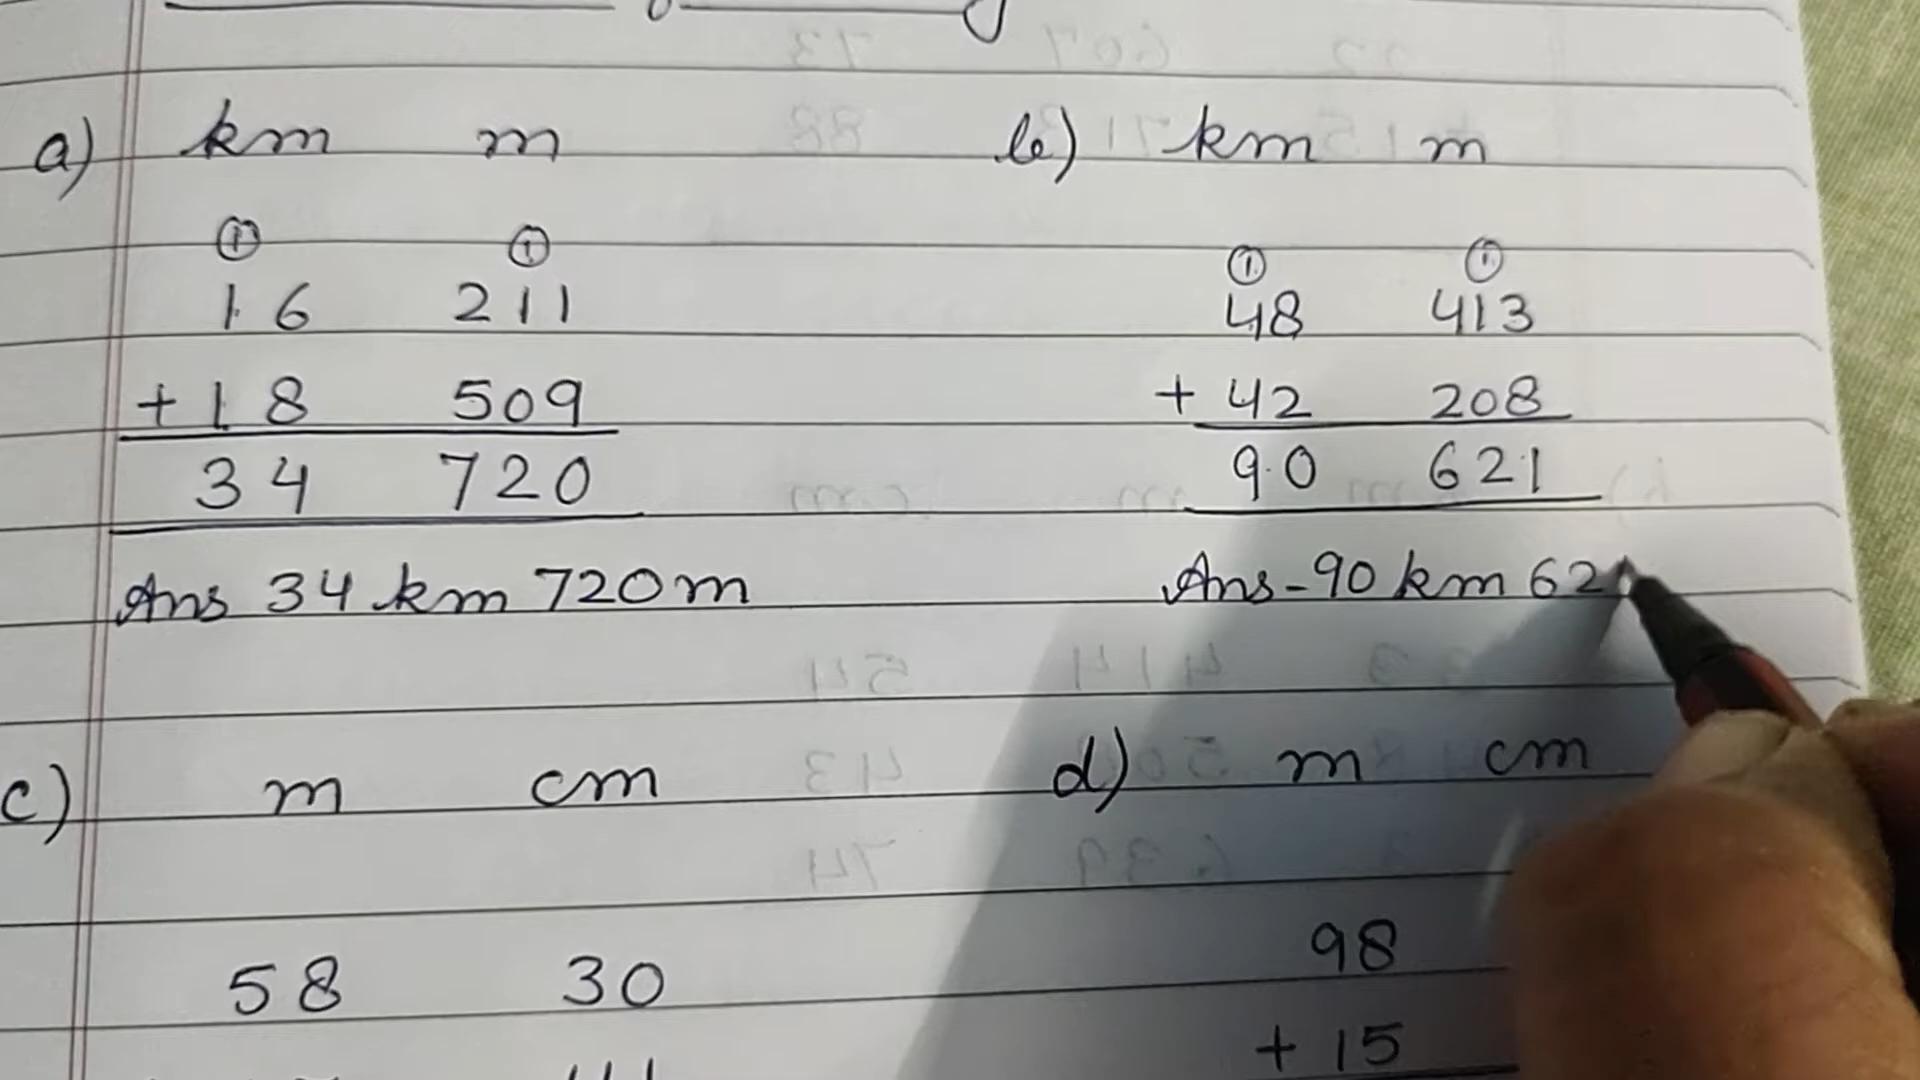 a) km m
① ①
16 211
+18 509
34 720
Ans 34 km 720m
b) km m
① ①
48 413
+ 42 208
90 621
Ans-90 km 62
c) m cm
58 30
d) m cm
98
+ 15